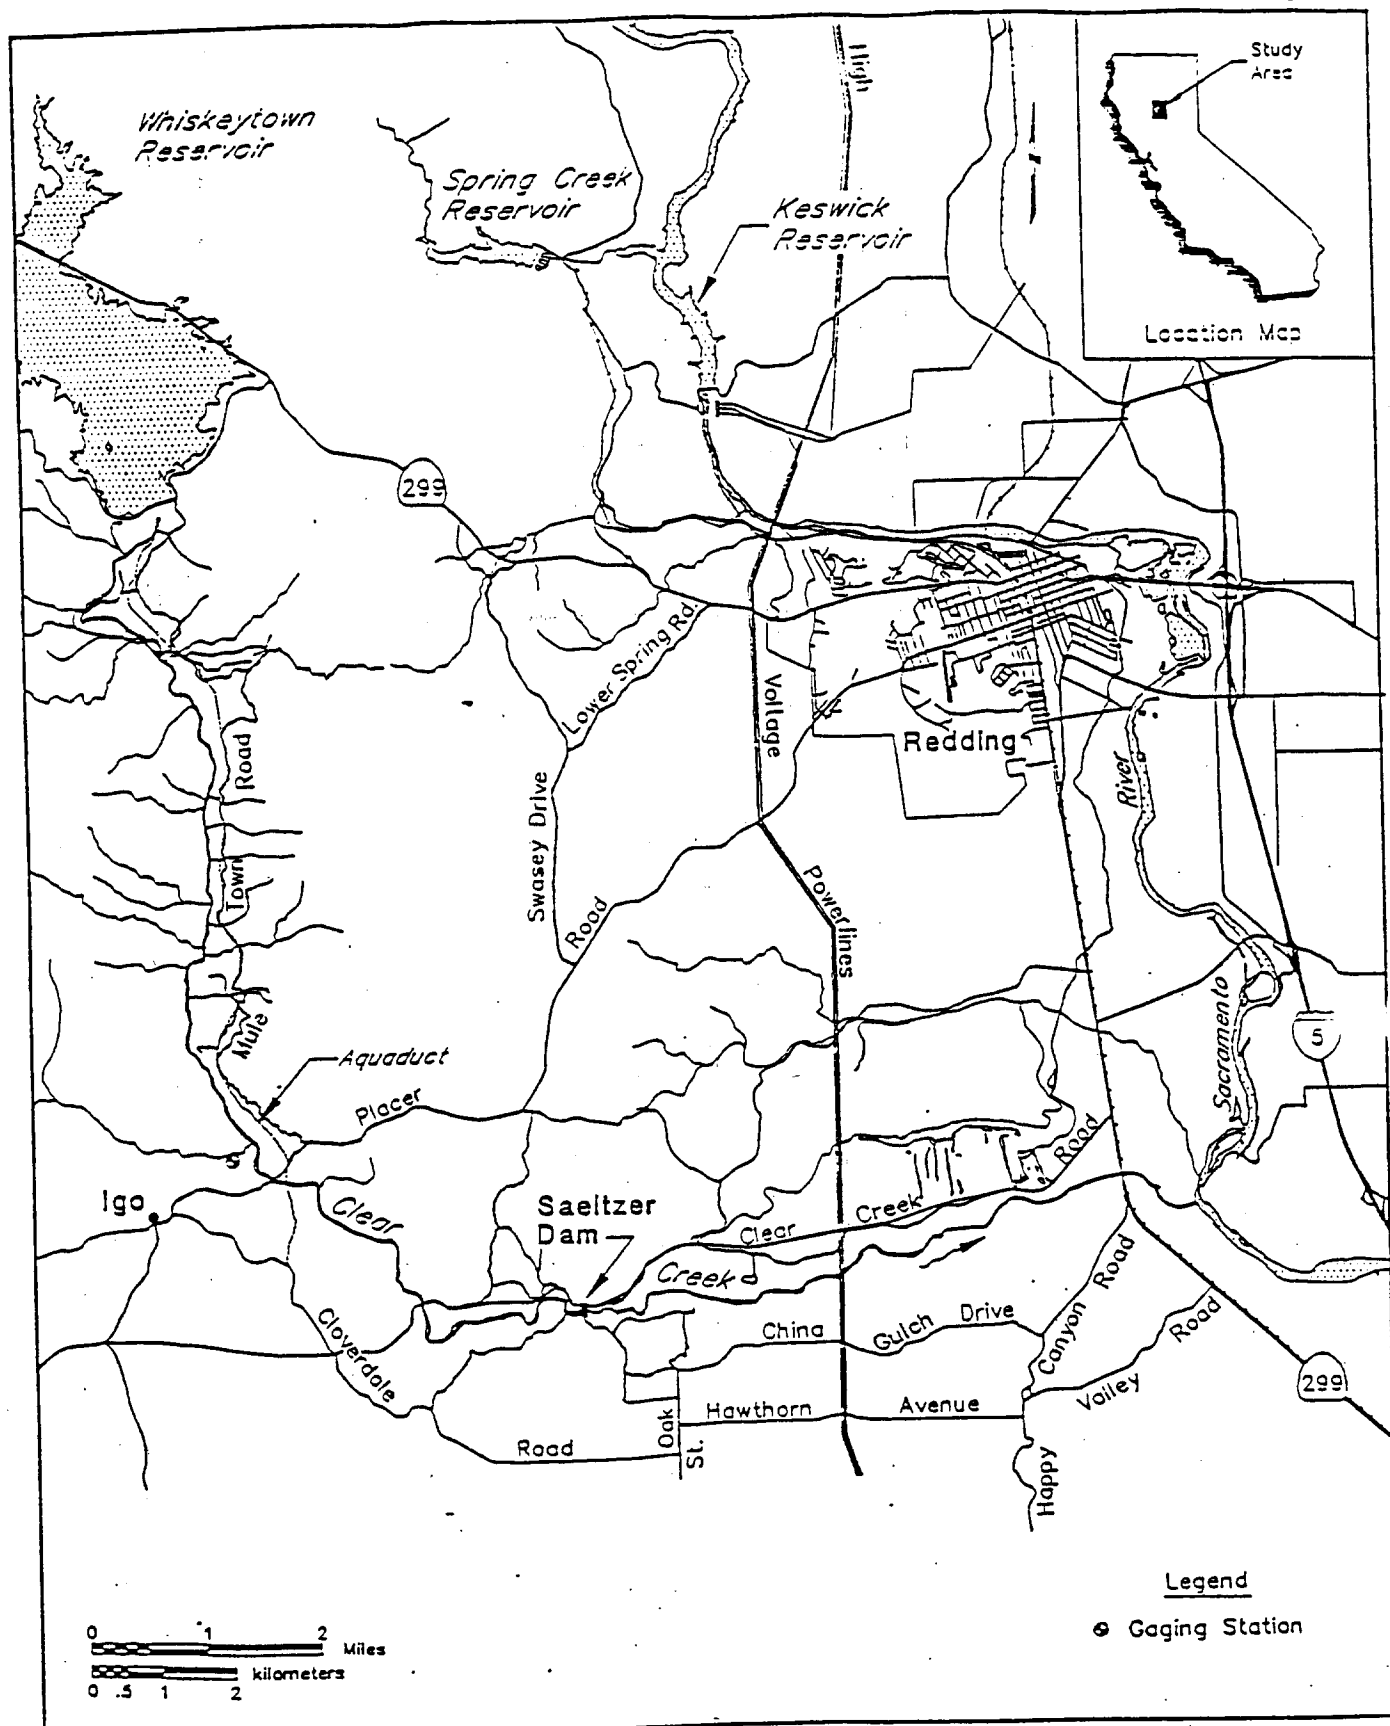 Study
Area
Location Map
High
Whiskeytown
Reservoir
Spring Creek
Reservoir
Keswick
Reservoir
299
Lower Spring Rd.
Voltage
Redding
River
Road
Town
Mule
Swasey Drive
Road
Powerlines
Sacramento
5
Aquaduct
Placer
Road
Igo
Clear
Saeltzer
Dam
Clear
Creek
Creek
Cloverdale
Road
China
Gulch
Drive
Canyon
Road
Valley
Road
Happy
299
Oak
St.
Hawthorn
Avenue
Legend
Gaging Station
0 1 2
Miles
kilometers
0 .5 1 2